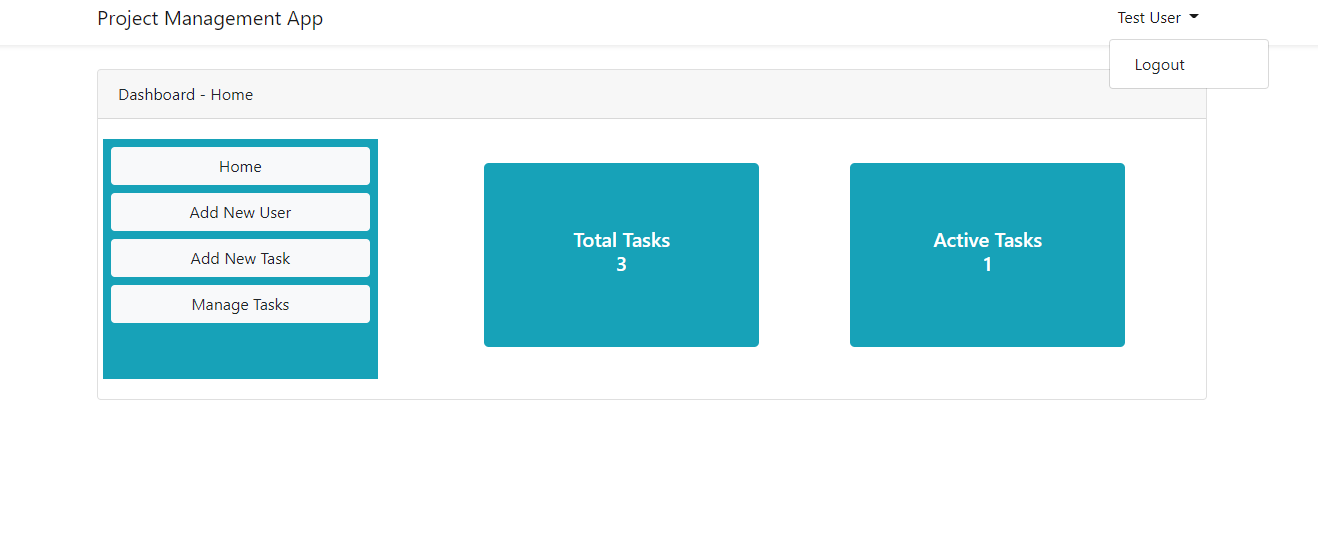 Project Management App
Test User
Logout
Dashboard - Home
Home
Add New User
Add New Task
Manage Tasks
Total Tasks
3
Active Tasks
1